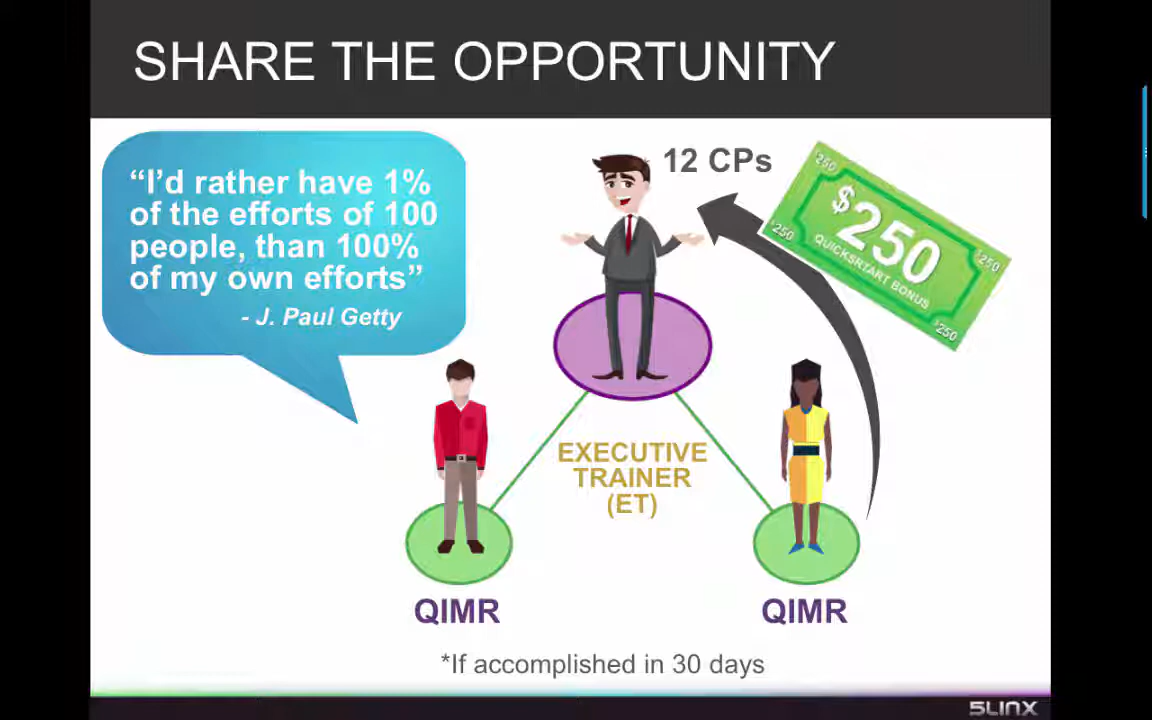 SHARE THE OPPORTUNITY
“I’d rather have 1%
of the efforts of 100
people, than 100%
of my own efforts”
- J. Paul Getty
12 CPs
$250
$250
QUICKSRTART BONUS
$250
$250
$250
EXECUTIVE
TRAINER
(ET)
QIMR
QIMR
*If accomplished in 30 days
5LINX